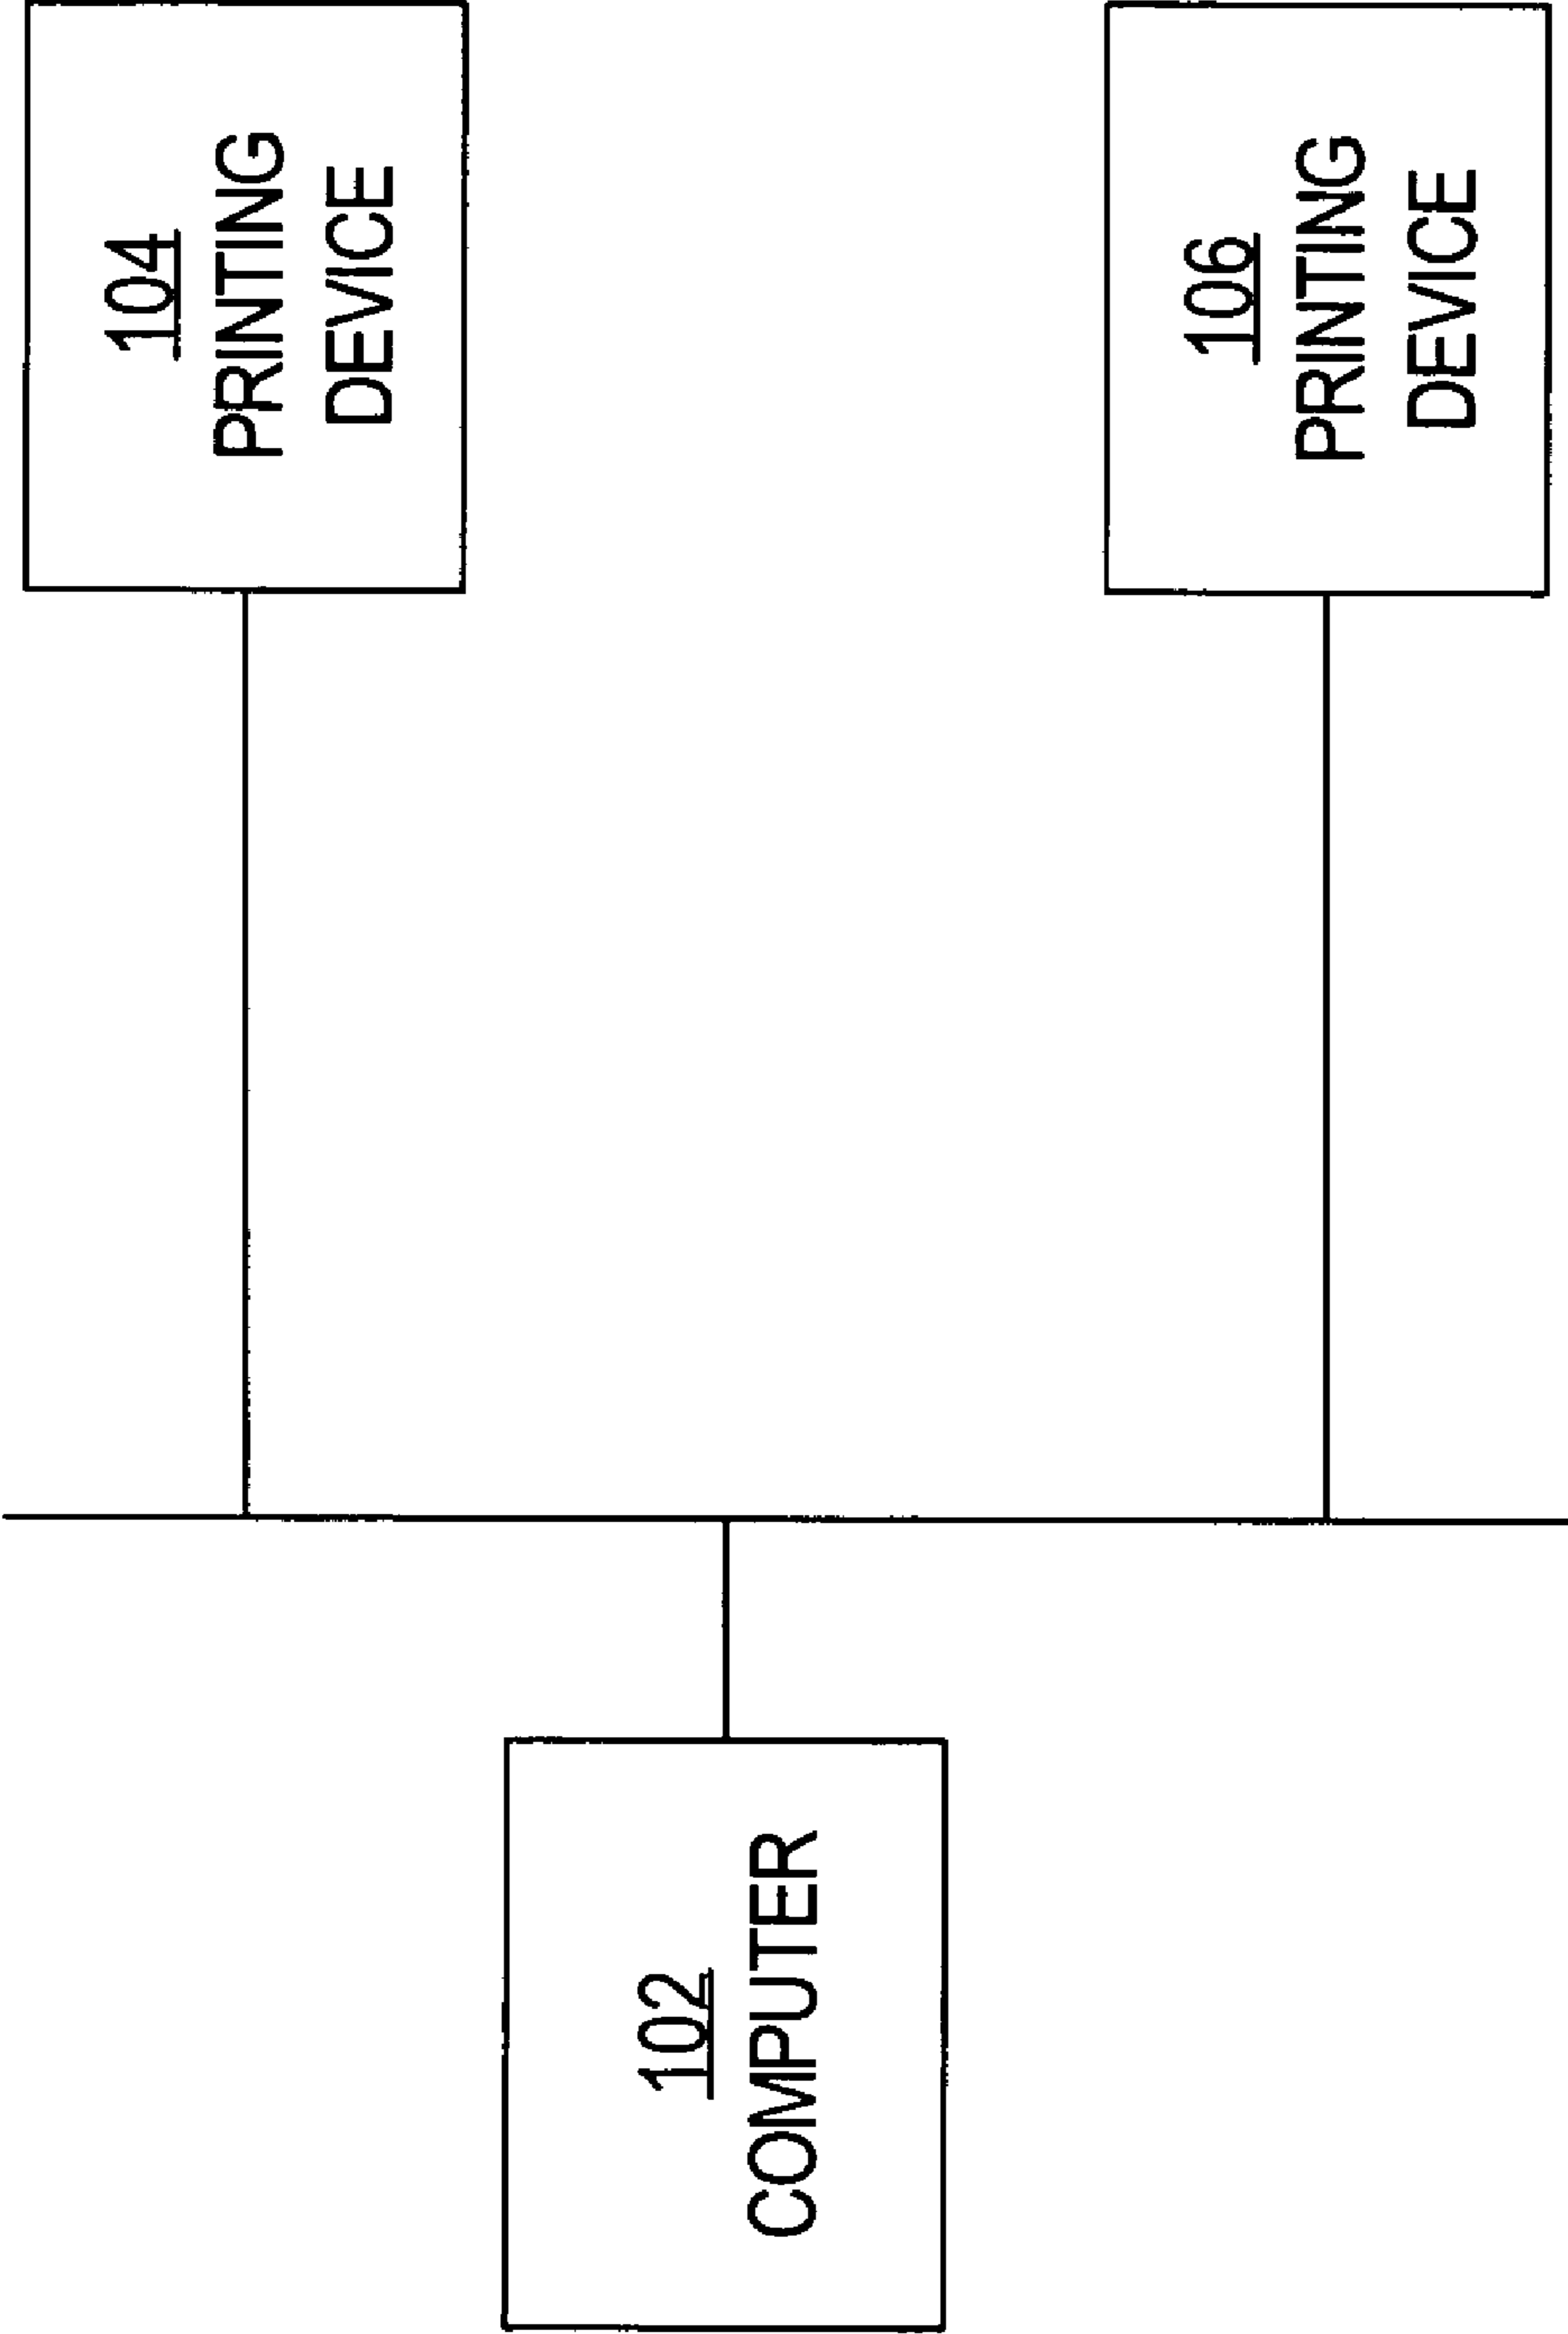 104
PRINTING
DEVICE
106
PRINTING
DEVICE
102
COMPUTER